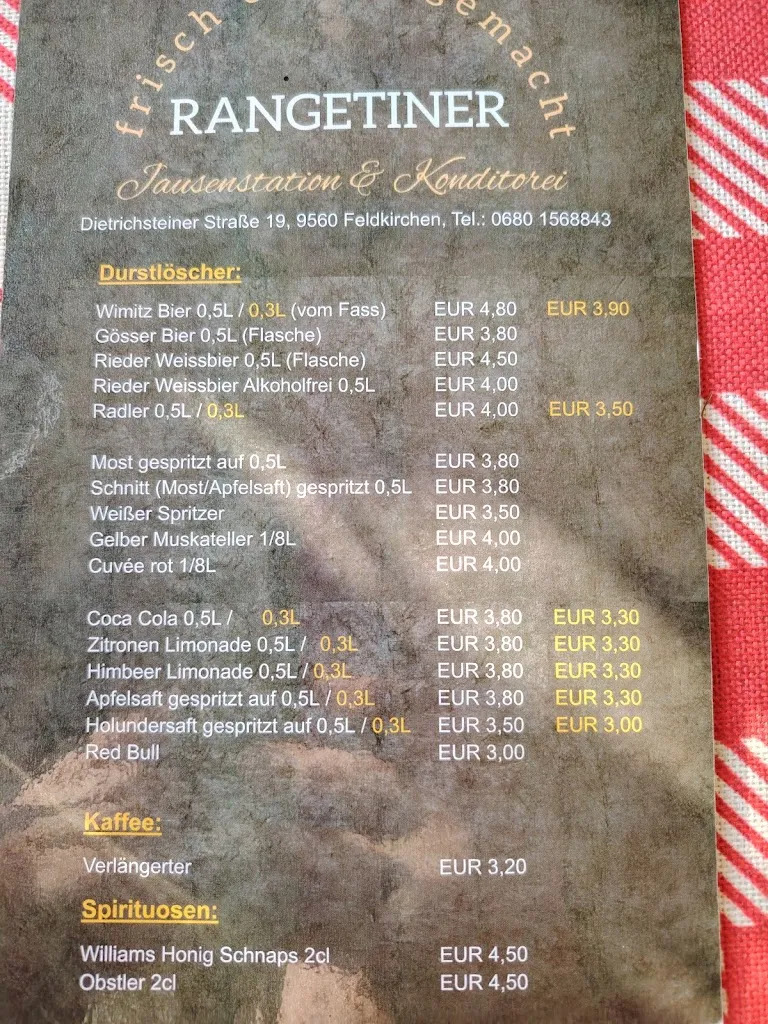 frisch gemacht
RANGETINER
Jausenstation & Konditorei
Dietrichsteiner Straße 19, 9560 Feldkirchen, Tel.: 0680 1568843
Durstlöscher:
Wimitz Bier 0,5L / 0,3L (vom Fass) EUR 4,80 EUR 3,90
Gösser Bier 0,5L (Flasche) EUR 3,80
Rieder Weissbier 0,5L (Flasche) EUR 4,50
Rieder Weissbier Alkoholfrei 0,5L EUR 4,00
Radler 0,5L / 0,3L EUR 4,00 EUR 3,50
Most gespritzt auf 0,5L EUR 3,80
Schnitt (Most/Apfelsaft) gespritzt 0,5L EUR 3,80
Weißer Spritzer EUR 3,50
Gelber Muskateller 1/8L EUR 4,00
Cuvée rot 1/8L EUR 4,00
Coca Cola 0,5L / 0,3L EUR 3,80 EUR 3,30
Zitronen Limonade 0,5L / 0,3L EUR 3,80 EUR 3,30
Himbeer Limonade 0,5L / 0,3L EUR 3,80 EUR 3,30
Apfelsaft gespritzt auf 0,5L / 0,3L EUR 3,80 EUR 3,30
Holundersaft gespritzt auf 0,5L / 0,3L EUR 3,50 EUR 3,00
Red Bull EUR 3,00
Kaffee:
Verlängerter EUR 3,20
Spirituosen:
Williams Honig Schnaps 2cl EUR 4,50
Obstler 2cl EUR 4,50